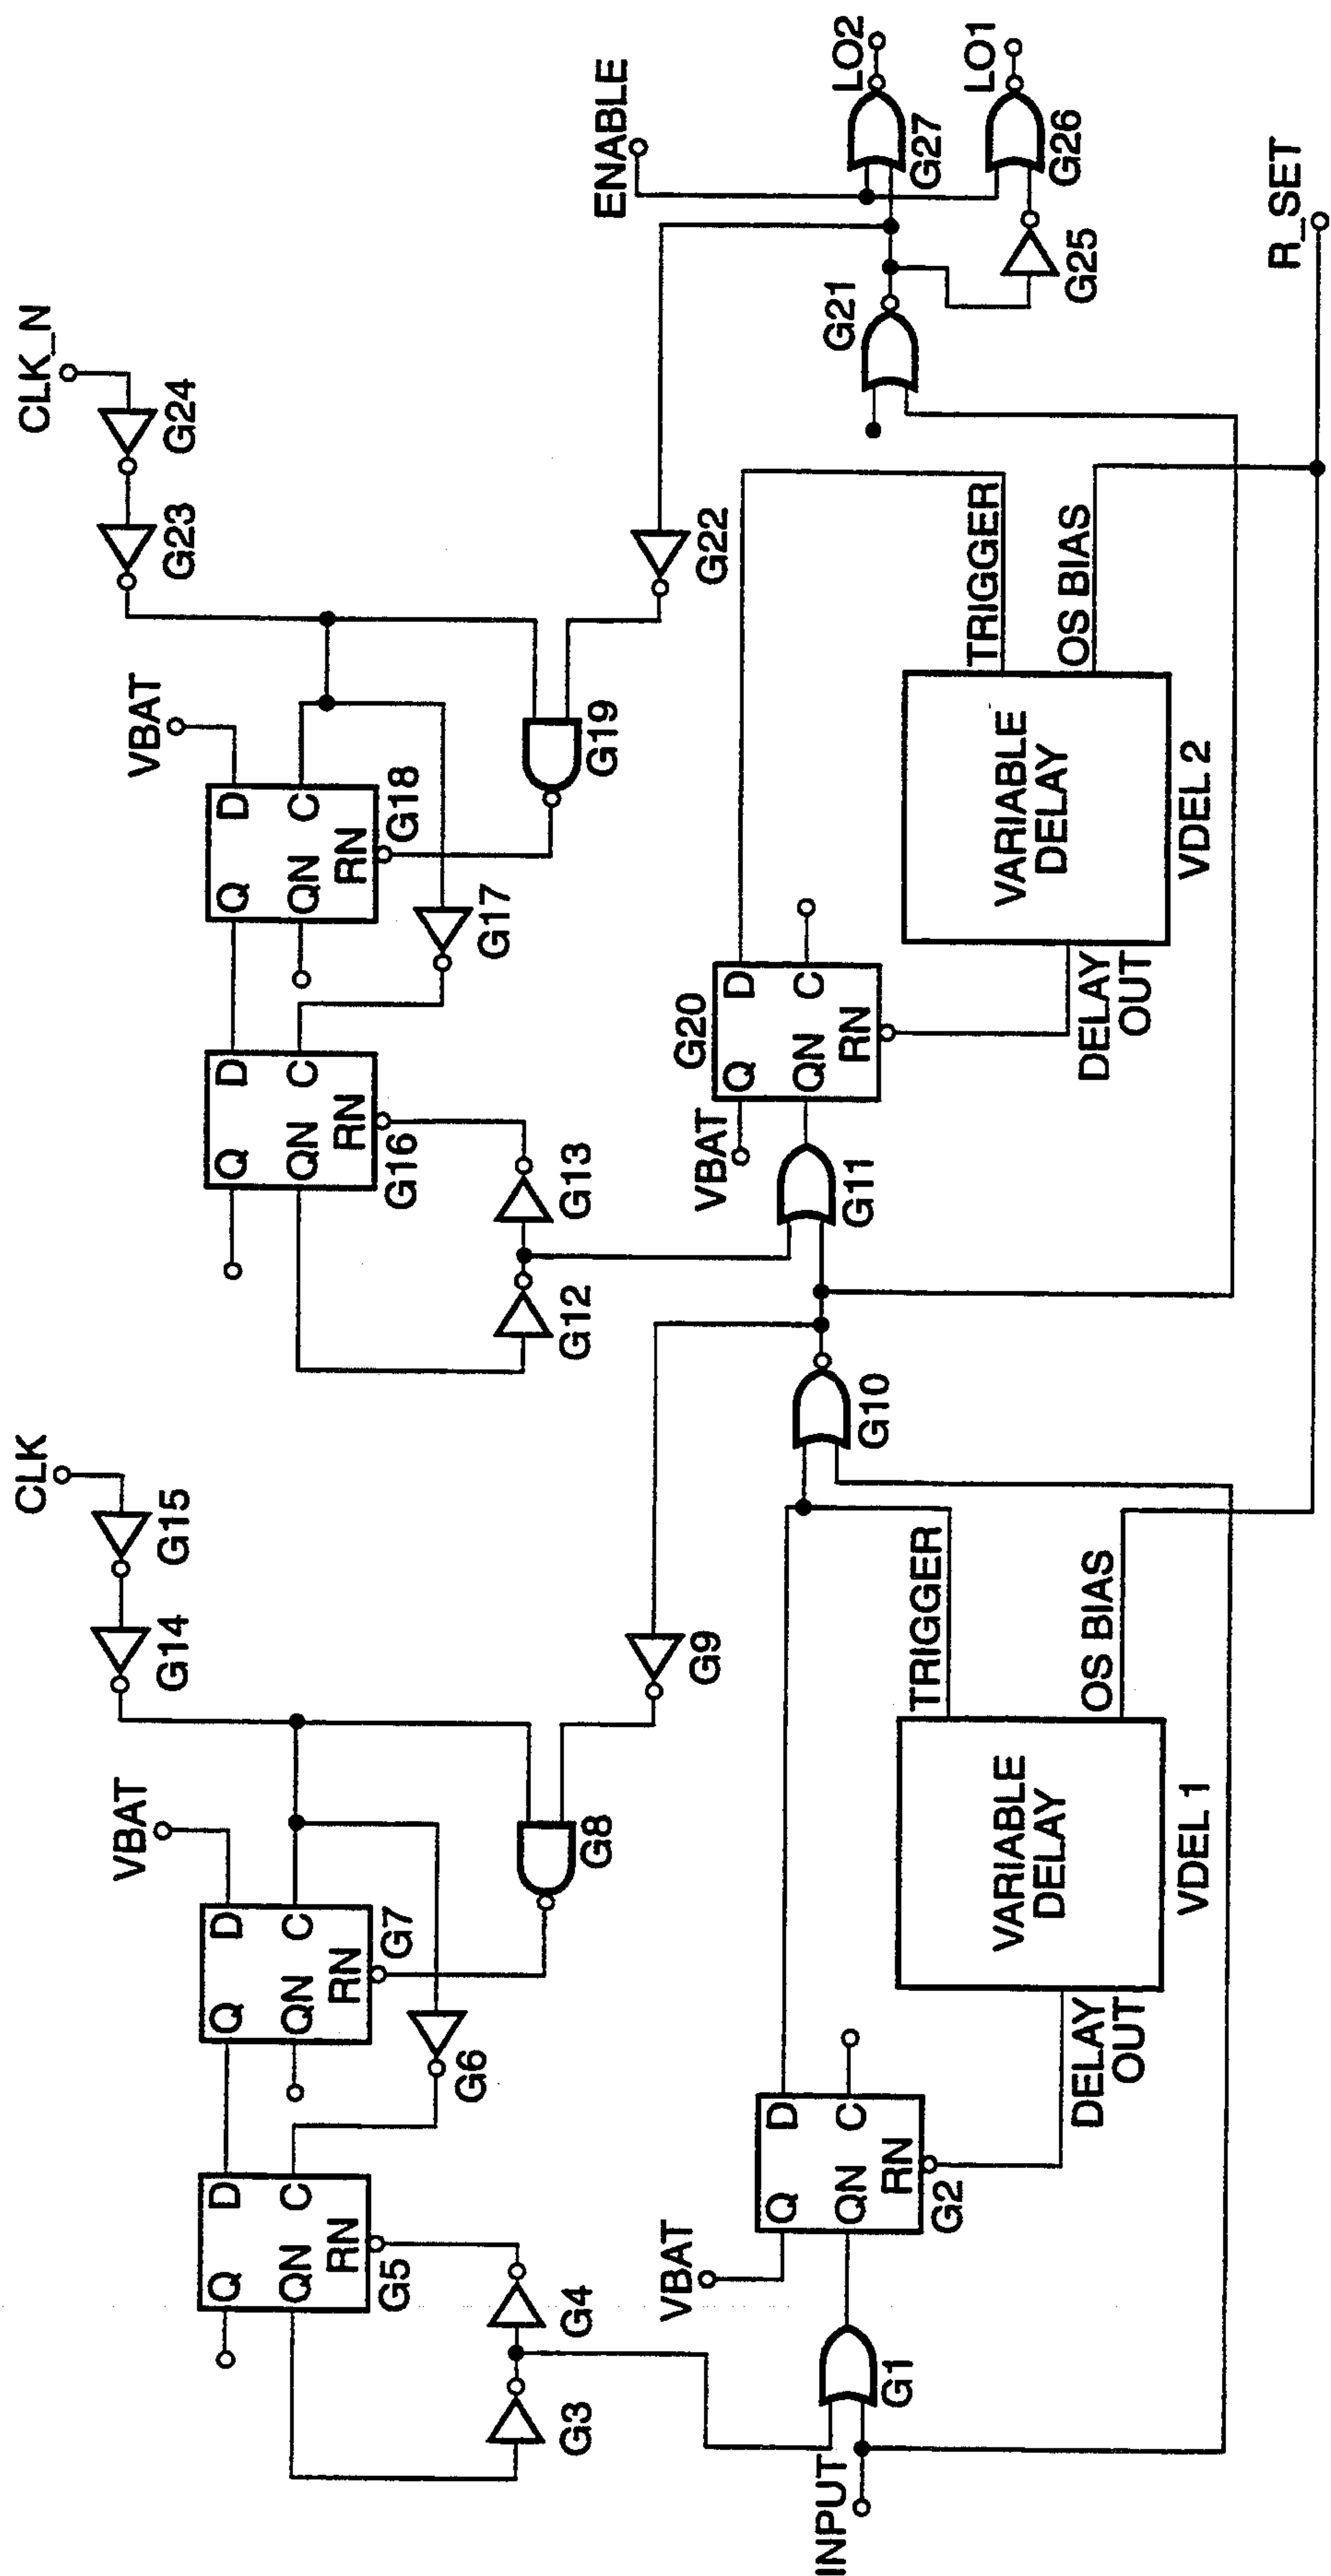 CLK
G15
G14
VBAT
D
Q
C
QN
RN
G7
G6
D
Q
C
QN
RN
G5
G4
G3
G8
G9
CLK_N
G24
G23
VBAT
D
Q
C
QN
RN
G18
G17
D
Q
C
QN
RN
G16
G13
G12
G19
G22
ENABLE
LO2
G27
LO1
G26
G25
G21
INPUT
G1
VBAT
D
Q
C
QN
RN
G2
DELAY
OUT
VARIABLE
DELAY
VDEL 1
TRIGGER
OS BIAS
G10
G11
VBAT
G20
D
Q
C
QN
RN
DELAY
OUT
VARIABLE
DELAY
VDEL 2
TRIGGER
OS BIAS
R_SET